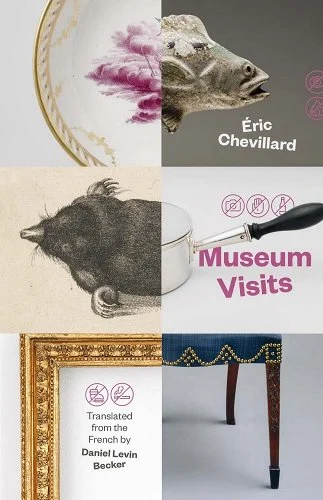 Éric
Chevillard
Museum
Visits
Translated
from the
French by
Daniel Levin
Becker